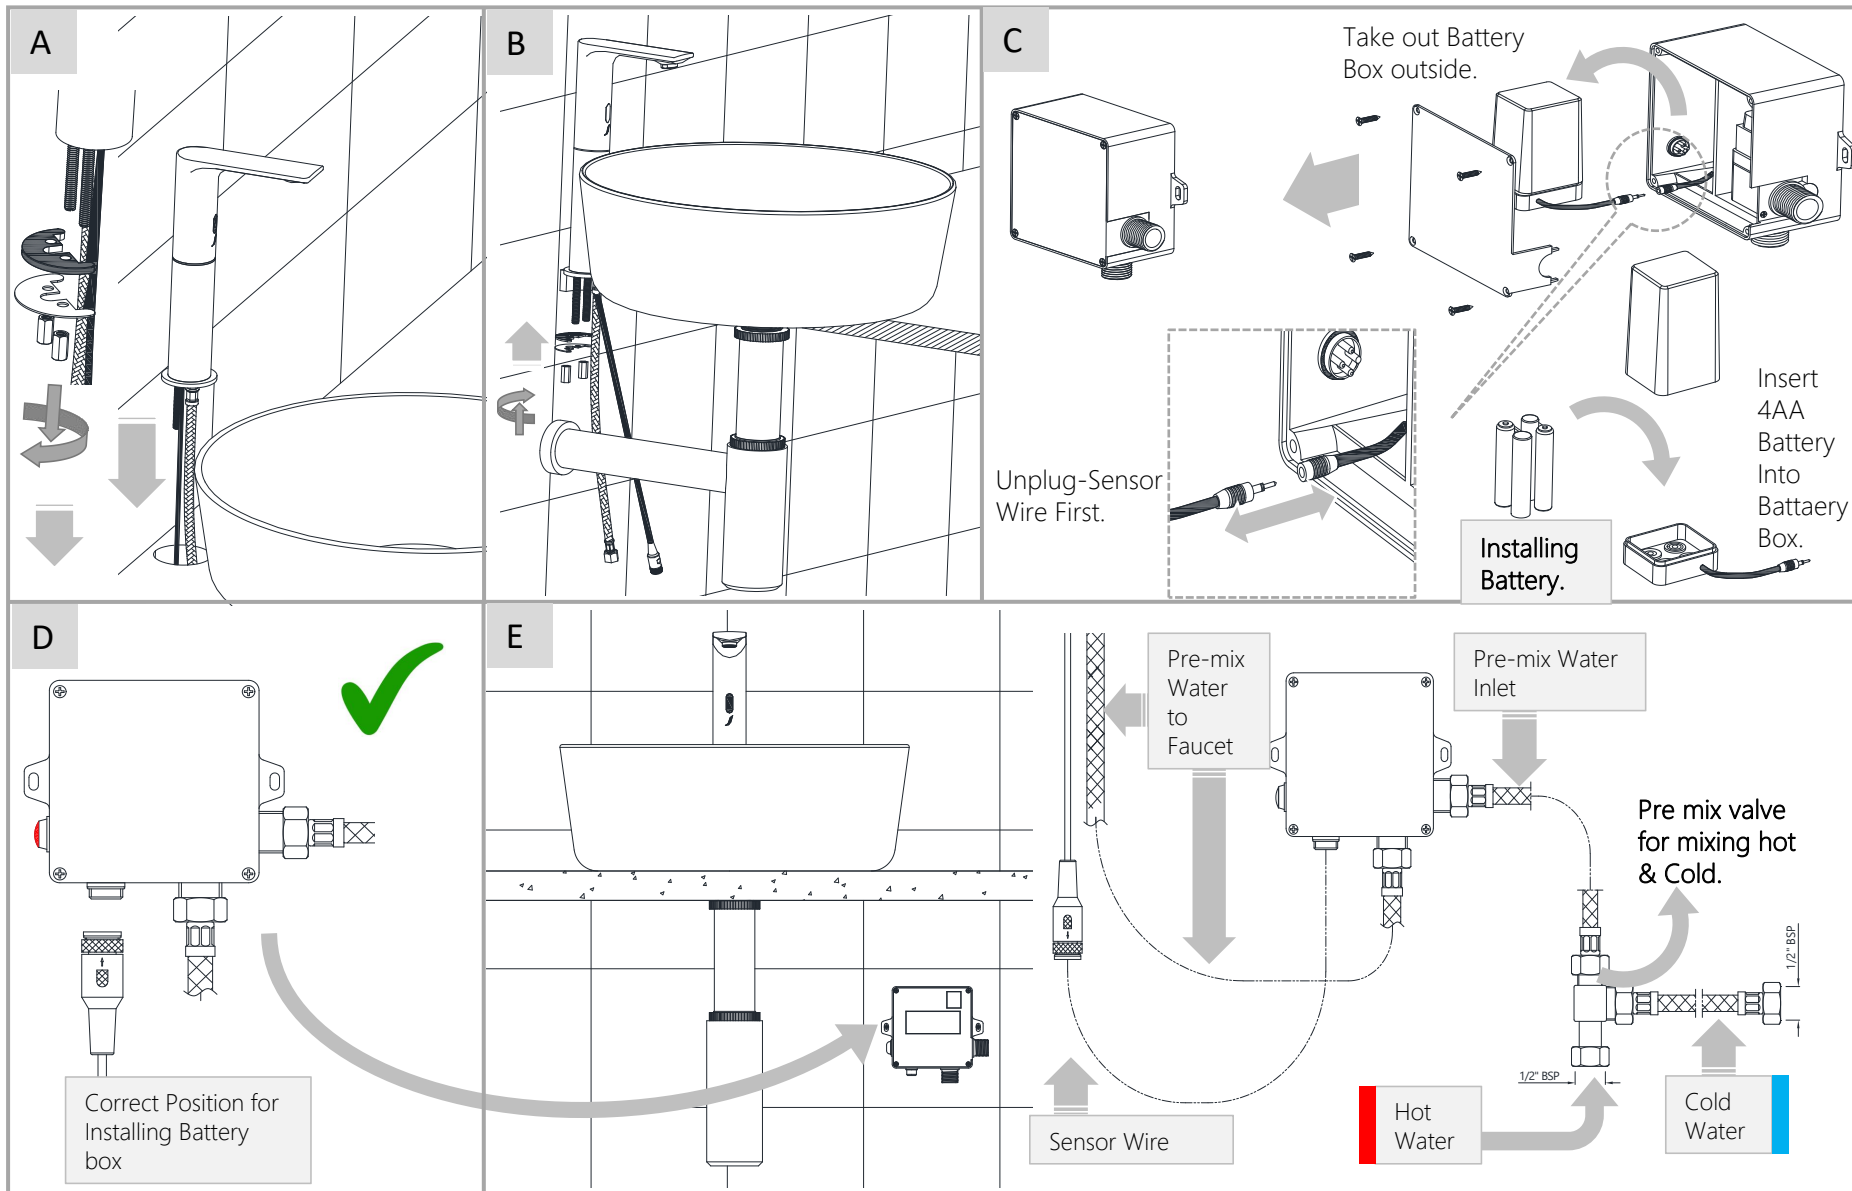 A
B
C
Take out Battery
Box outside.
Unplug-Sensor
Wire First.
Insert
4AA
Battery
Into
Battaery
Box.
Installing
Battery.
D
Correct Position for
Installing Battery
box
E
Pre-mix
Water
to
Faucet
Pre-mix Water
Inlet
Pre mix valve
for mixing hot
& Cold.
1/2" BSP
1/2" BSP
Sensor Wire
Hot
Water
Cold
Water